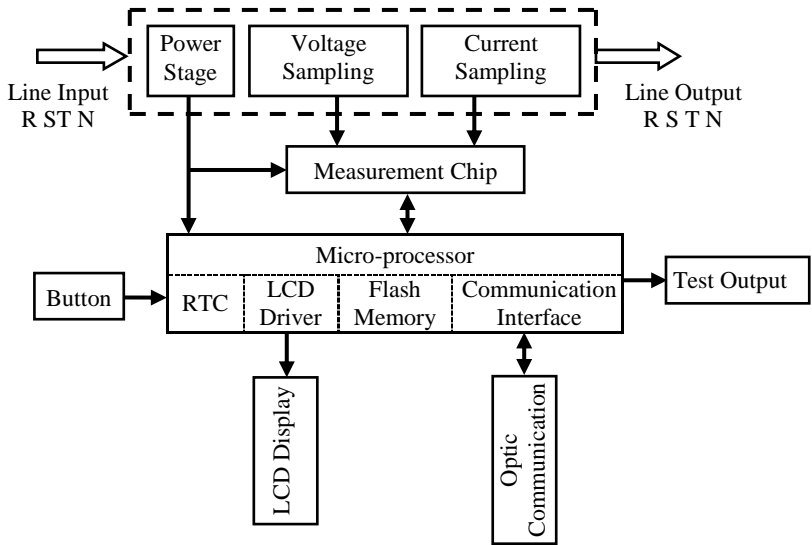 Power
Stage
Voltage
Sampling
Current
Sampling
Line Input
R ST N
Line Output
R S T N
Measurement Chip
Micro-processor
Button
RTC
LCD
Driver
Flash
Memory
Communication
Interface
Test Output
LCD Display
Optic
Communication